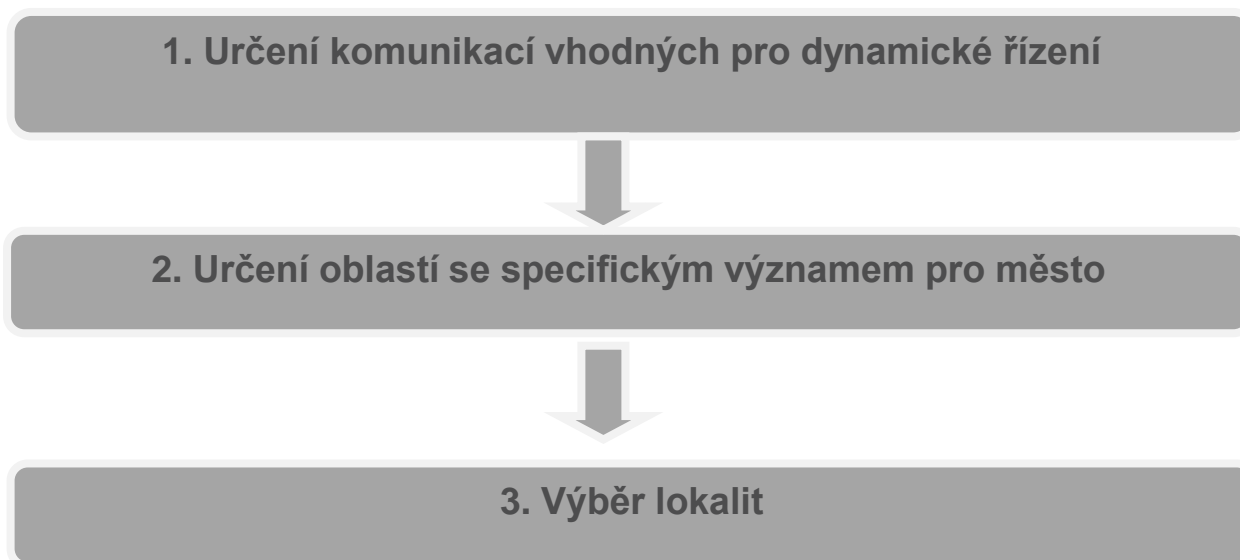 1. Určení komunikací vhodných pro dynamické řízení
2. Určení oblastí se specifickým významem pro město
3. Výběr lokalit